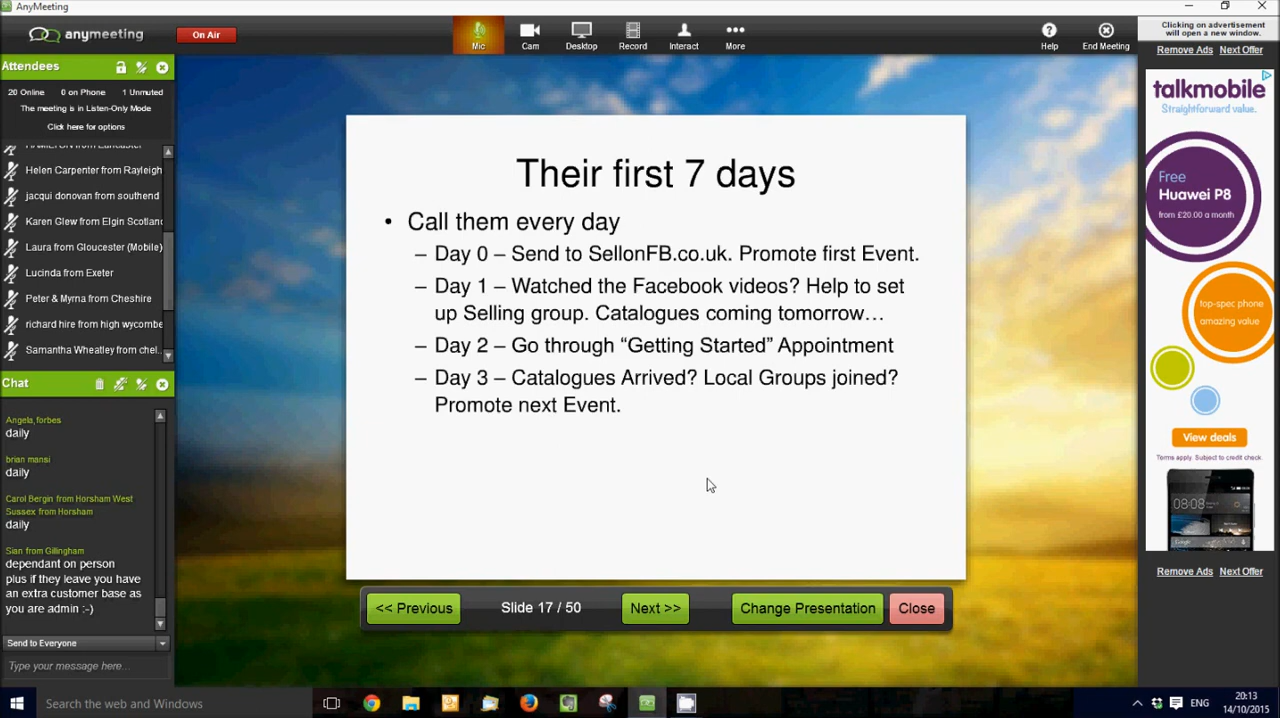 AnyMeeting
anymeeting
On Air
Mic
Cam
Desktop
Record
Interact
More
Help
End Meeting
Clicking on advertisement
will open a new window.
Remove Ads Next Offer
Attendees
20 Online 0 on Phone 1 Unmuted
The meeting is in Listen-Only Mode
Click here for options
Helen Carpenter from Rayleigh
jacqui donovan from southend
Karen Glew from Elgin Scotland
Laura from Gloucester (Mobile)
Lucinda from Exeter
Peter & Myrna from Cheshire
richard hire from high wycombe
Samantha Wheatley from chel...
Chat
Angela,forbes
daily
brian mansi
daily
Carol Bergin from Horsham West
Sussex from Horsham
daily
Sian from Gillingham
dependant on person
plus if they leave you have
an extra customer base as
you are admin :-)
Send to Everyone
Type your message here...
Their first 7 days
• Call them every day
– Day 0 – Send to SellonFB.co.uk. Promote first Event.
– Day 1 – Watched the Facebook videos? Help to set
up Selling group. Catalogues coming tomorrow…
– Day 2 – Go through “Getting Started” Appointment
– Day 3 – Catalogues Arrived? Local Groups joined?
Promote next Event.
<< Previous
Slide 17 / 50
Next >>
Change Presentation
Close
talkmobile
Straightforward value.
Free
Huawei P8
from £20.00 a month
top-spec phone
amazing value
View deals
Terms apply. Subject to credit check.
08:08
Google
Remove Ads Next Offer
Search the web and Windows
ENG
20:13
14/10/2015